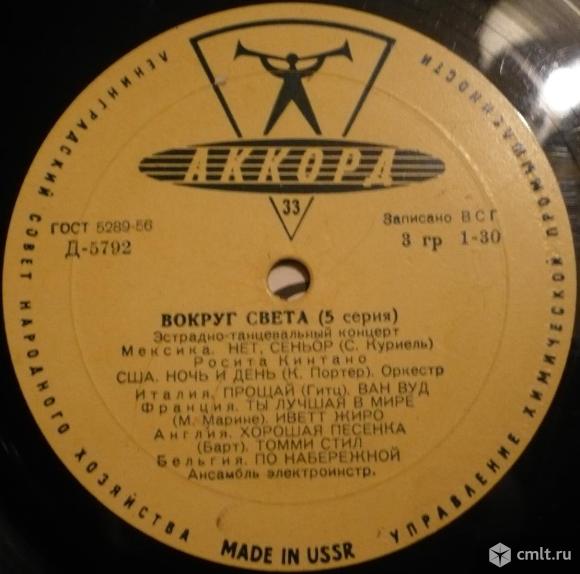 ЛЕНИНГРАДСКИЙ СОВЕТ НАРОДНОГО ХОЗЯЙСТВА
УПРАВЛЕНИЕ ХИМИЧЕСКОЙ ПРОМЫШЛЕННОСТИ
АККОРД
33
ГОСТ 5289-56
Д-5792
Записано ВСГ
3 гр 1-30
ВОКРУГ СВЕТА (5 серия)
Эстрадно-танцевальный концерт
Мексика. НЕТ, СЕНЬОР (С. Куриель)
Росита Кинтано
США. НОЧЬ И ДЕНЬ (К. Портер). Оркестр
Италия. ПРОЩАЙ (Гитц). ВАН ВУД
Франция. ТЫ ЛУЧШАЯ В МИРЕ
(М. Марине). ИВЕТТ ЖИРО
Англия. ХОРОШАЯ ПЕСЕНКА
(Барт). ТОММИ СТИЛ
Бельгия. ПО НАБЕРЕЖНОЙ
Ансамбль электроинстр.
MADE IN USSR
cmlt.ru